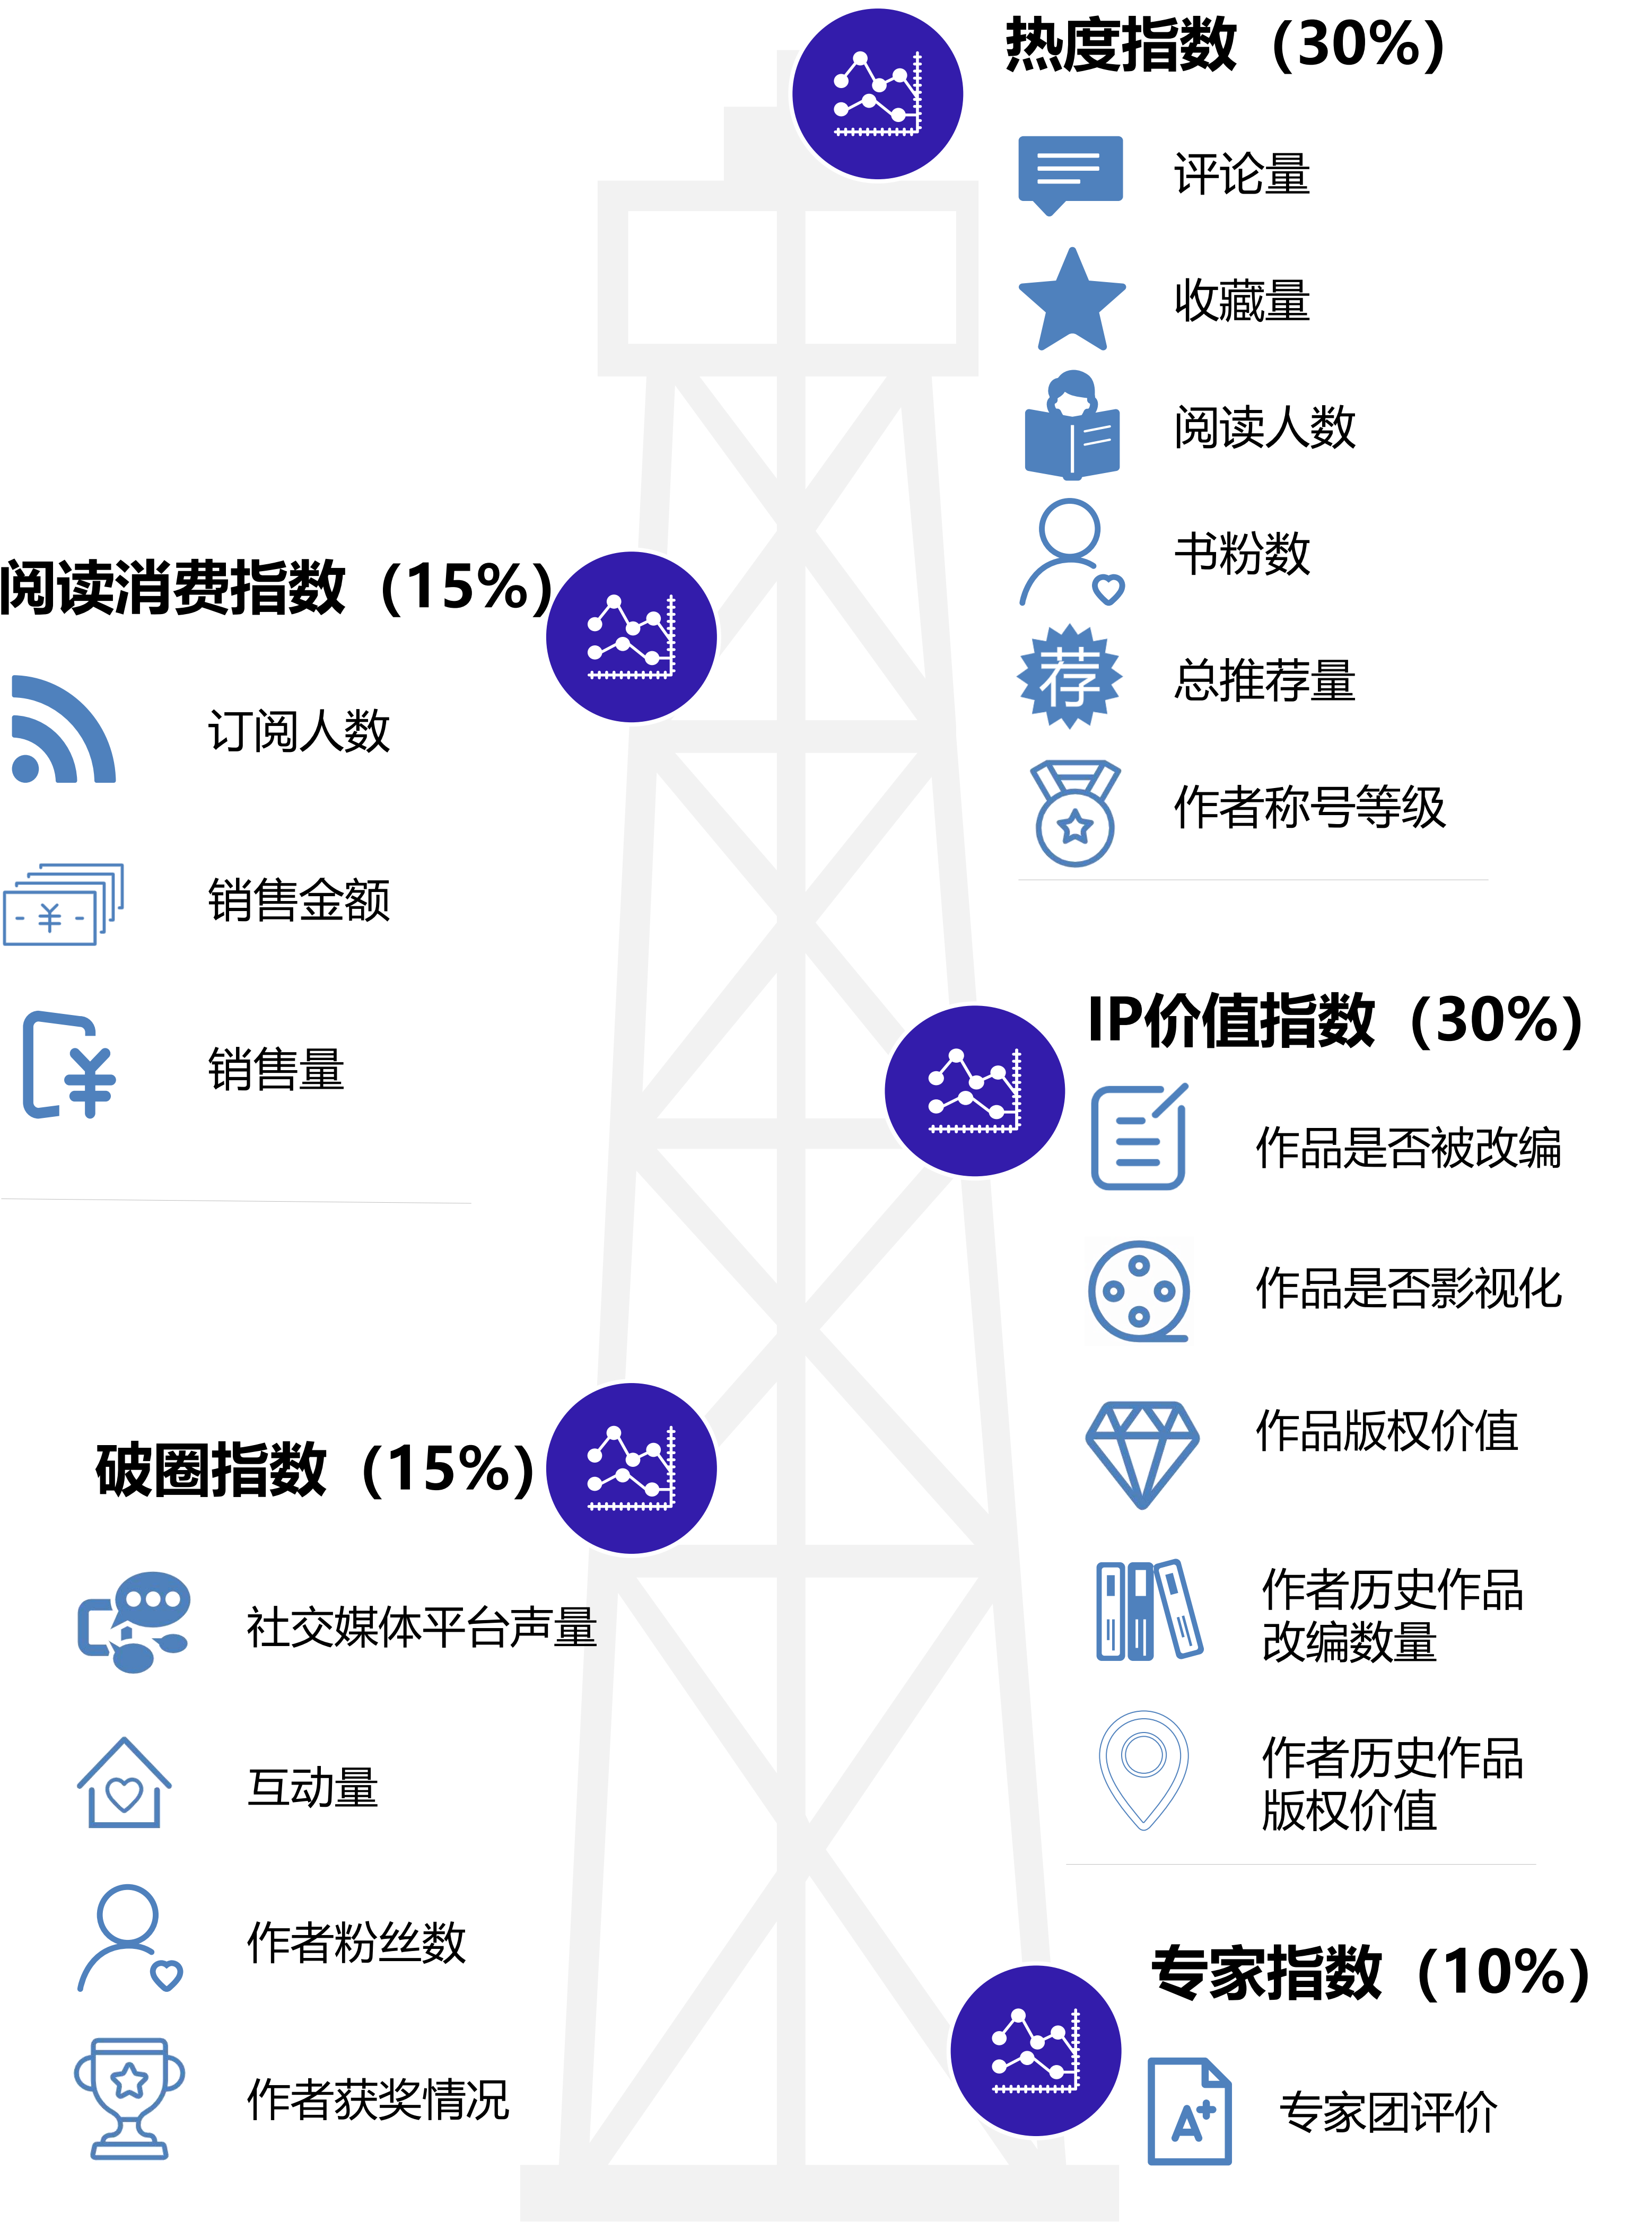 热度指数（30%）
评论量
收藏量
阅读人数
书粉数
荐
总推荐量
作者称号等级
阅读消费指数（15%）
订阅人数
¥
销售金额
¥
销售量
IP价值指数（30%）
作品是否被改编
作品是否影视化
作品版权价值
作者历史作品
改编数量
作者历史作品
版权价值
破圈指数（15%）
社交媒体平台声量
互动量
作者粉丝数
作者获奖情况
专家指数（10%）
A+
专家团评价